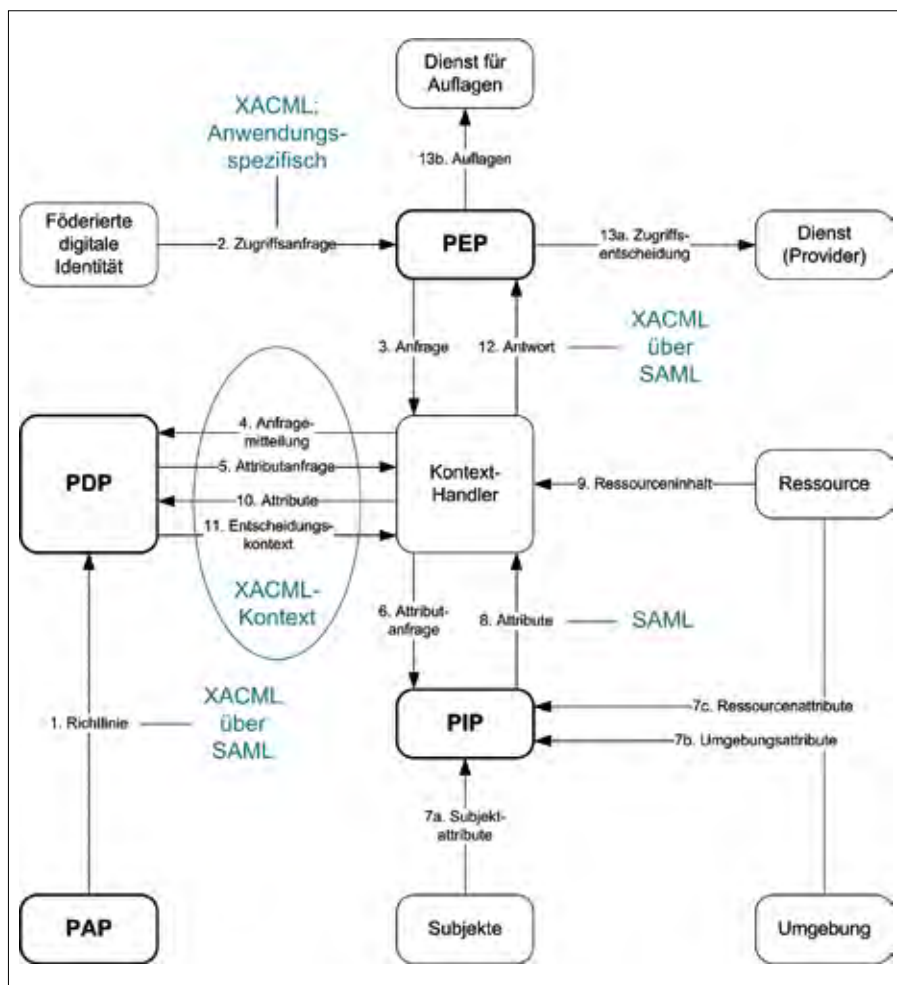 Dienst für
Auflagen
XACML;
Anwendungs-
spezifisch
13b. Auflagen
Föderierte
digitale
Identität
2. Zugriffsanfrage
PEP
13a. Zugriffs-
entscheidung
Dienst
(Provider)
3. Anfrage
12. Antwort
XACML
über
SAML
4. Anfrage-
mitteilung
5. Attributanfrage
10. Attribute
11. Entscheidungs-
kontext
PDP
Kontext-
Handler
9. Ressourceninhalt
Ressource
XACML-
Kontext
6. Attribut-
anfrage
8. Attribute
SAML
1. Richtlinie
XACML
über
SAML
PIP
7c. Ressourcenattribute
7b. Umgebungsattribute
7a. Subjekt-
attribute
PAP
Subjekte
Umgebung